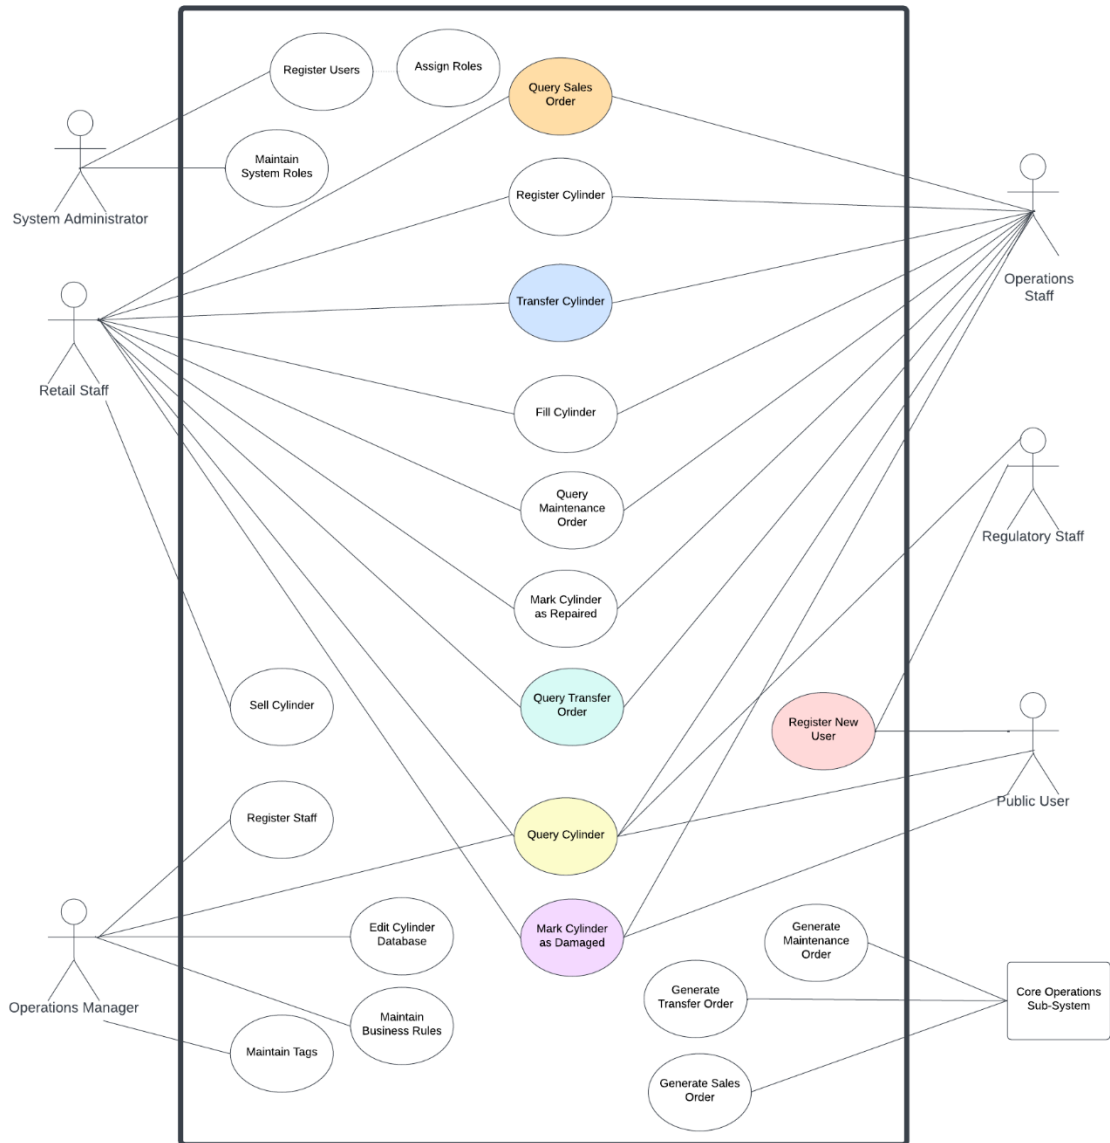 Register Users
Assign Roles
Query Sales
Order
Maintain
System Roles
System Administrator
Register Cylinder
Operations
Staff
Transfer Cylinder
Retail Staff
Fill Cylinder
Query
Maintenance
Order
Regulatory Staff
Mark Cylinder
as Repaired
Sell Cylinder
Query Transfer
Order
Register New
User
Public User
Register Staff
Query Cylinder
Edit Cylinder
Database
Mark Cylinder
as Damaged
Generate
Maintenance
Order
Operations Manager
Generate
Transfer Order
Core Operations
Sub-System
Maintain
Business Rules
Maintain Tags
Generate Sales
Order